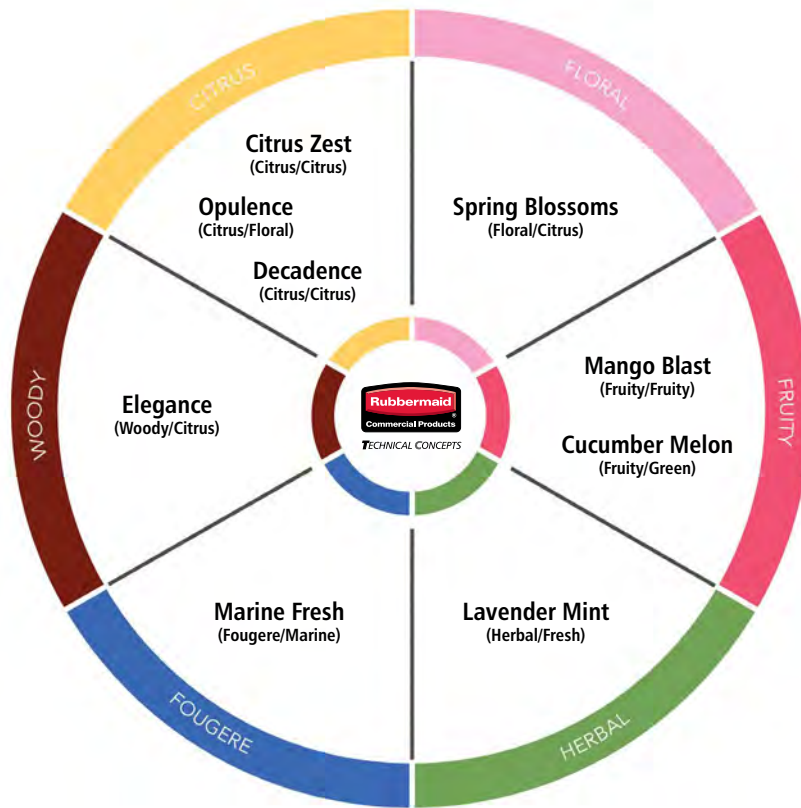 CITRUS
FLORAL
Citrus Zest
(Citrus/Citrus)
Opulence
(Citrus/Floral)
Decadence
(Citrus/Citrus)
Spring Blossoms
(Floral/Citrus)
WOODY
Elegance
(Woody/Citrus)
Rubbermaid
®
Commercial Products
TECHNICAL CONCEPTS
Mango Blast
(Fruity/Fruity)
Cucumber Melon
(Fruity/Green)
FRUITY
Marine Fresh
(Fougere/Marine)
Lavender Mint
(Herbal/Fresh)
FOUGERE
HERBAL